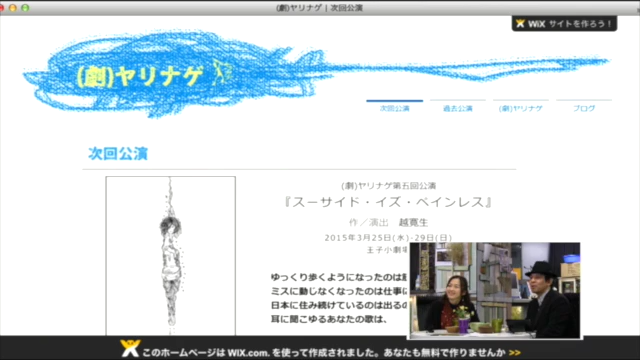 (劇)ヤリナゲ | 次回公演
WiX サイトを作ろう！
(劇)ヤリナゲ
次回公演
過去公演
(劇)ヤリナゲ
ブログ
次回公演
(劇)ヤリナゲ第五回公演
『スーサイド・イズ・ペインレス』
作／演出 越寛生
2015年3月25日(水)-29日(日)
王子小劇場
ゆっくり歩くようになったのは
ミスに動じなくなったのは仕事に
日本に住み続けているのは出るの
耳に聞こゆるあなたの歌は、
このホームページは WIX.com. を使って作成されました。あなたも無料で作りませんか >>